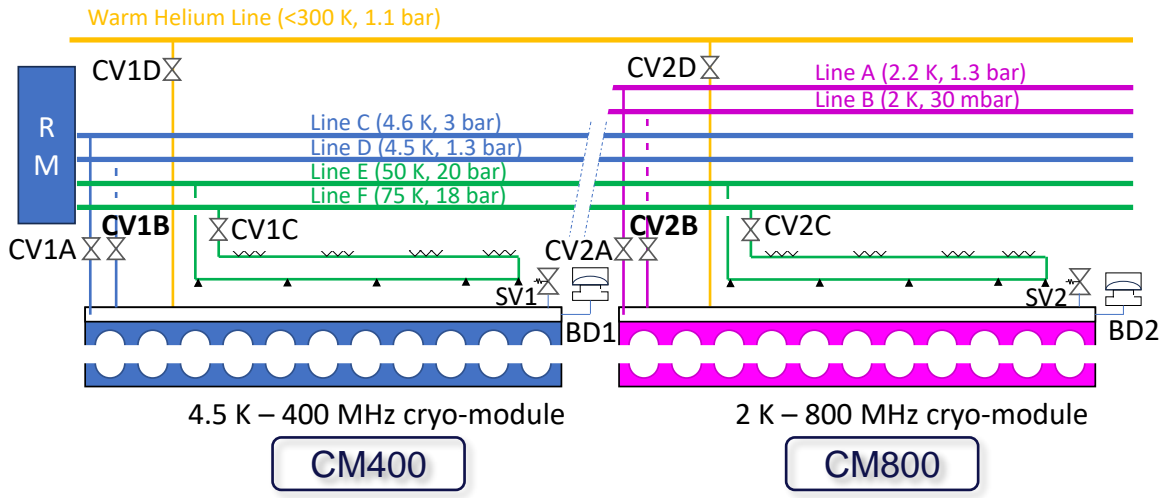 Warm Helium Line (<300 K, 1.1 bar)
CV1D
CV2D
Line A (2.2 K, 1.3 bar)
Line B (2 K, 30 mbar)
R
M
Line C (4.6 K, 3 bar)
Line D (4.5 K, 1.3 bar)
Line E (50 K, 20 bar)
Line F (75 K, 18 bar)
CV1B
CV1C
CV1A
CV2B
CV2C
CV2A
SV1
BD1
SV2
BD2
4.5 K – 400 MHz cryo-module
2 K – 800 MHz cryo-module
CM400
CM800